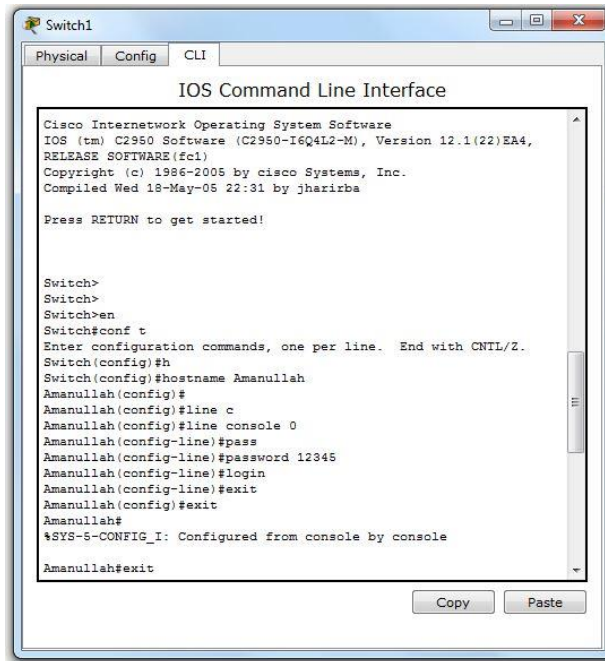 Switch1
Physical Config CLI
IOS Command Line Interface
Cisco Internetwork Operating System Software
IOS (tm) C2950 Software (C2950-I6Q4L2-M), Version 12.1(22)EA4,
RELEASE SOFTWARE(fc1)
Copyright (c) 1986-2005 by cisco Systems, Inc.
Compiled Wed 18-May-05 22:31 by jharirba
Press RETURN to get started!
Switch>
Switch>
Switch>en
Switch#conf t
Enter configuration commands, one per line.  End with CNTL/Z.
Switch(config)#h
Switch(config)#hostname Amanullah
Amanullah(config)#
Amanullah(config)#line c
Amanullah(config)#line console 0
Amanullah(config-line)#pass
Amanullah(config-line)#password 12345
Amanullah(config-line)#login
Amanullah(config-line)#exit
Amanullah(config)#exit
Amanullah#
%SYS-5-CONFIG_I: Configured from console by console
Amanullah#exit
Copy Paste